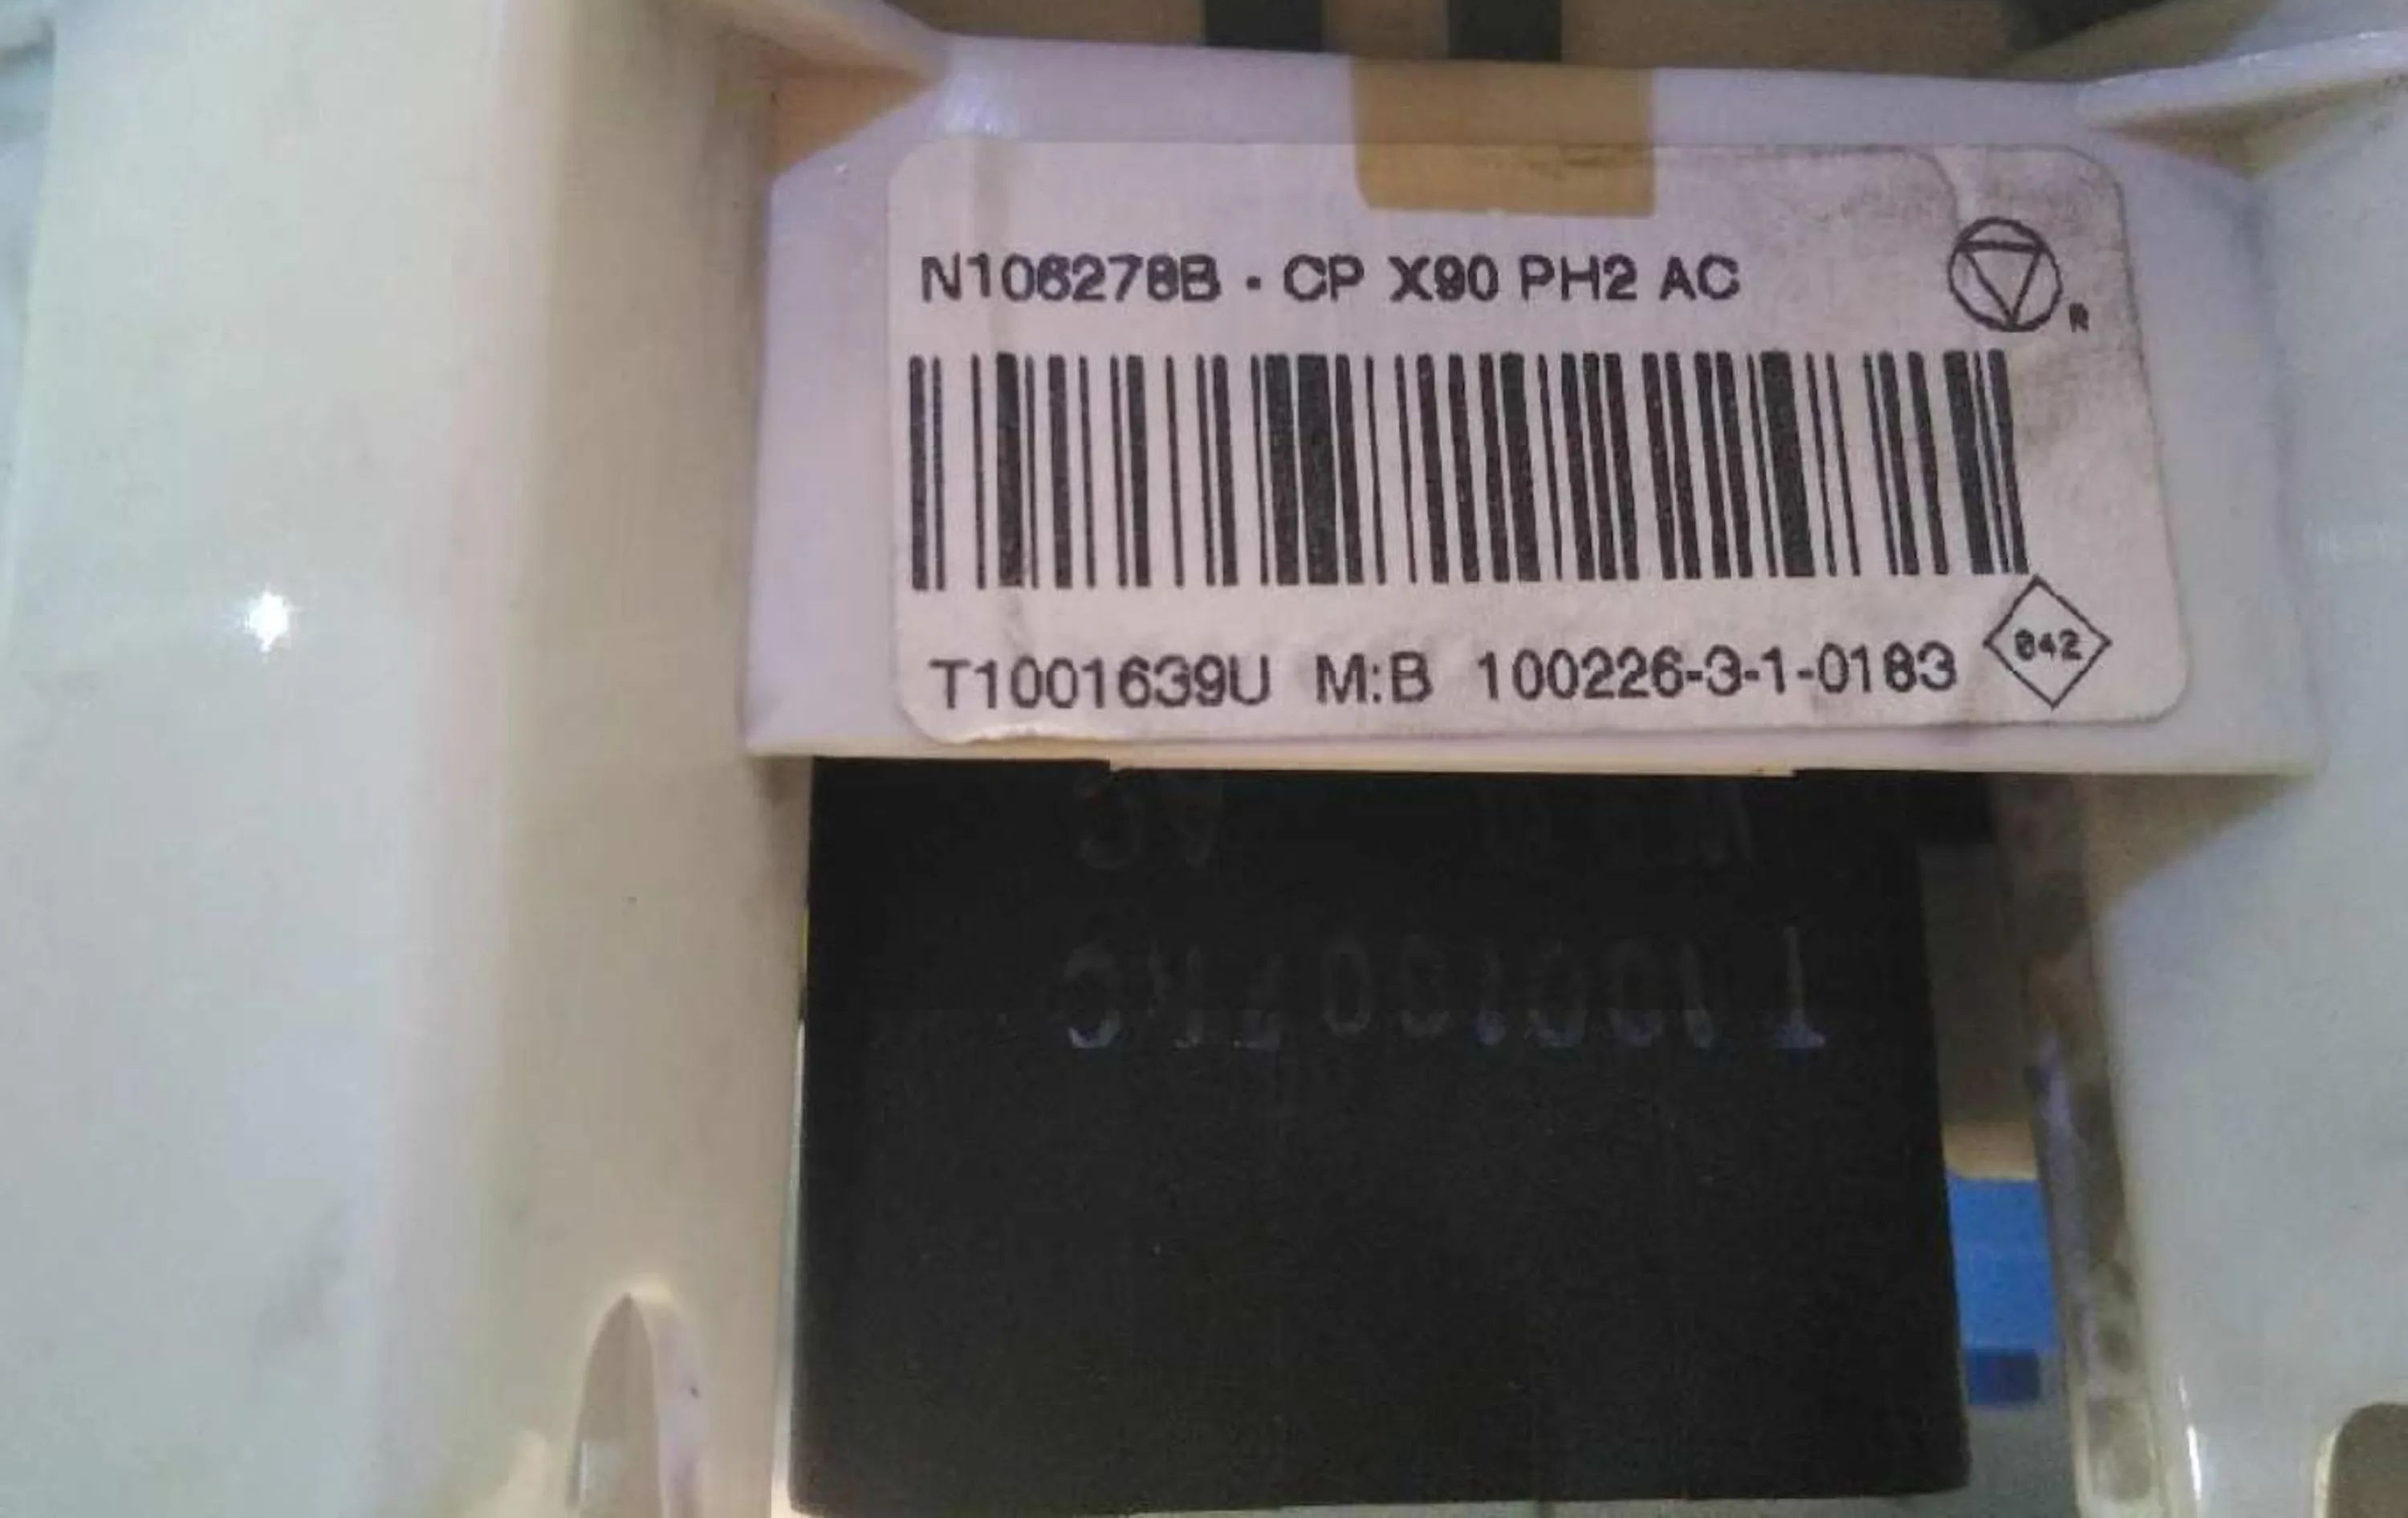 N106278B - CP X90 PH2 AC
R
T1001639U M:B 100226-3-1-0183
842